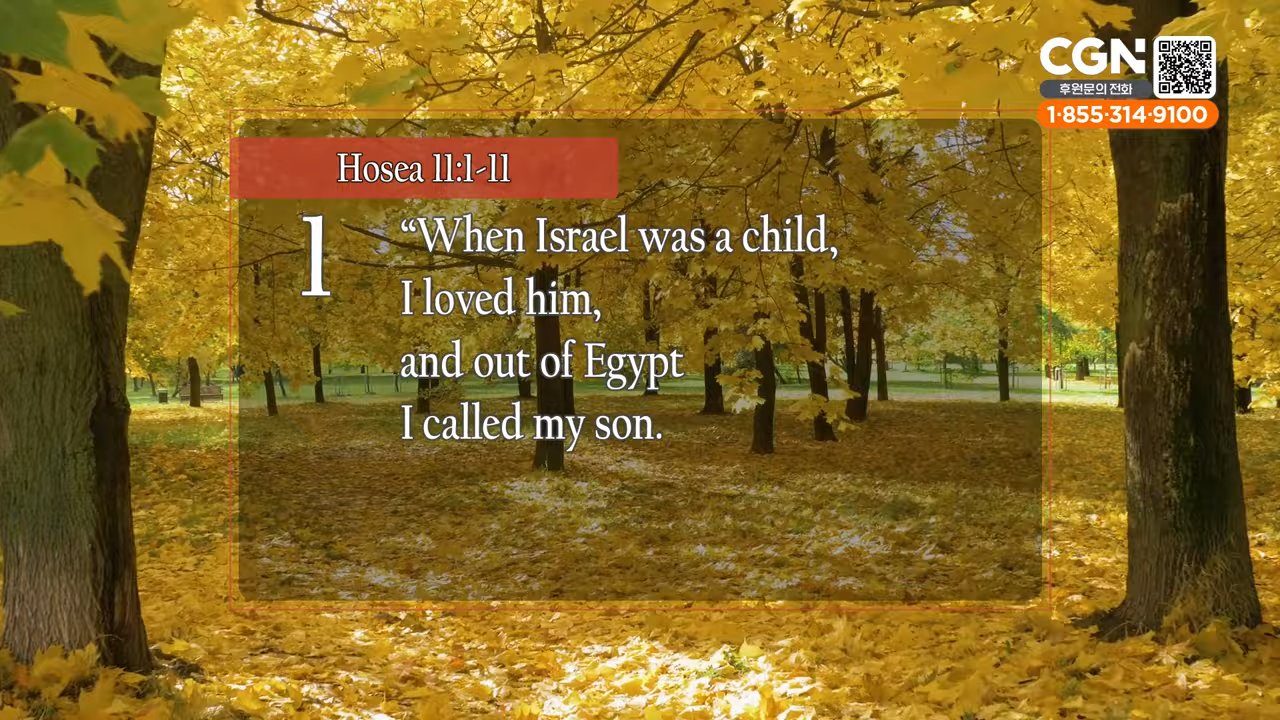 CGN
후원문의 전화
1·855·314·9100
Hosea 11:1-11
1
“When Israel was a child,
I loved him,
and out of Egypt
I called my son.